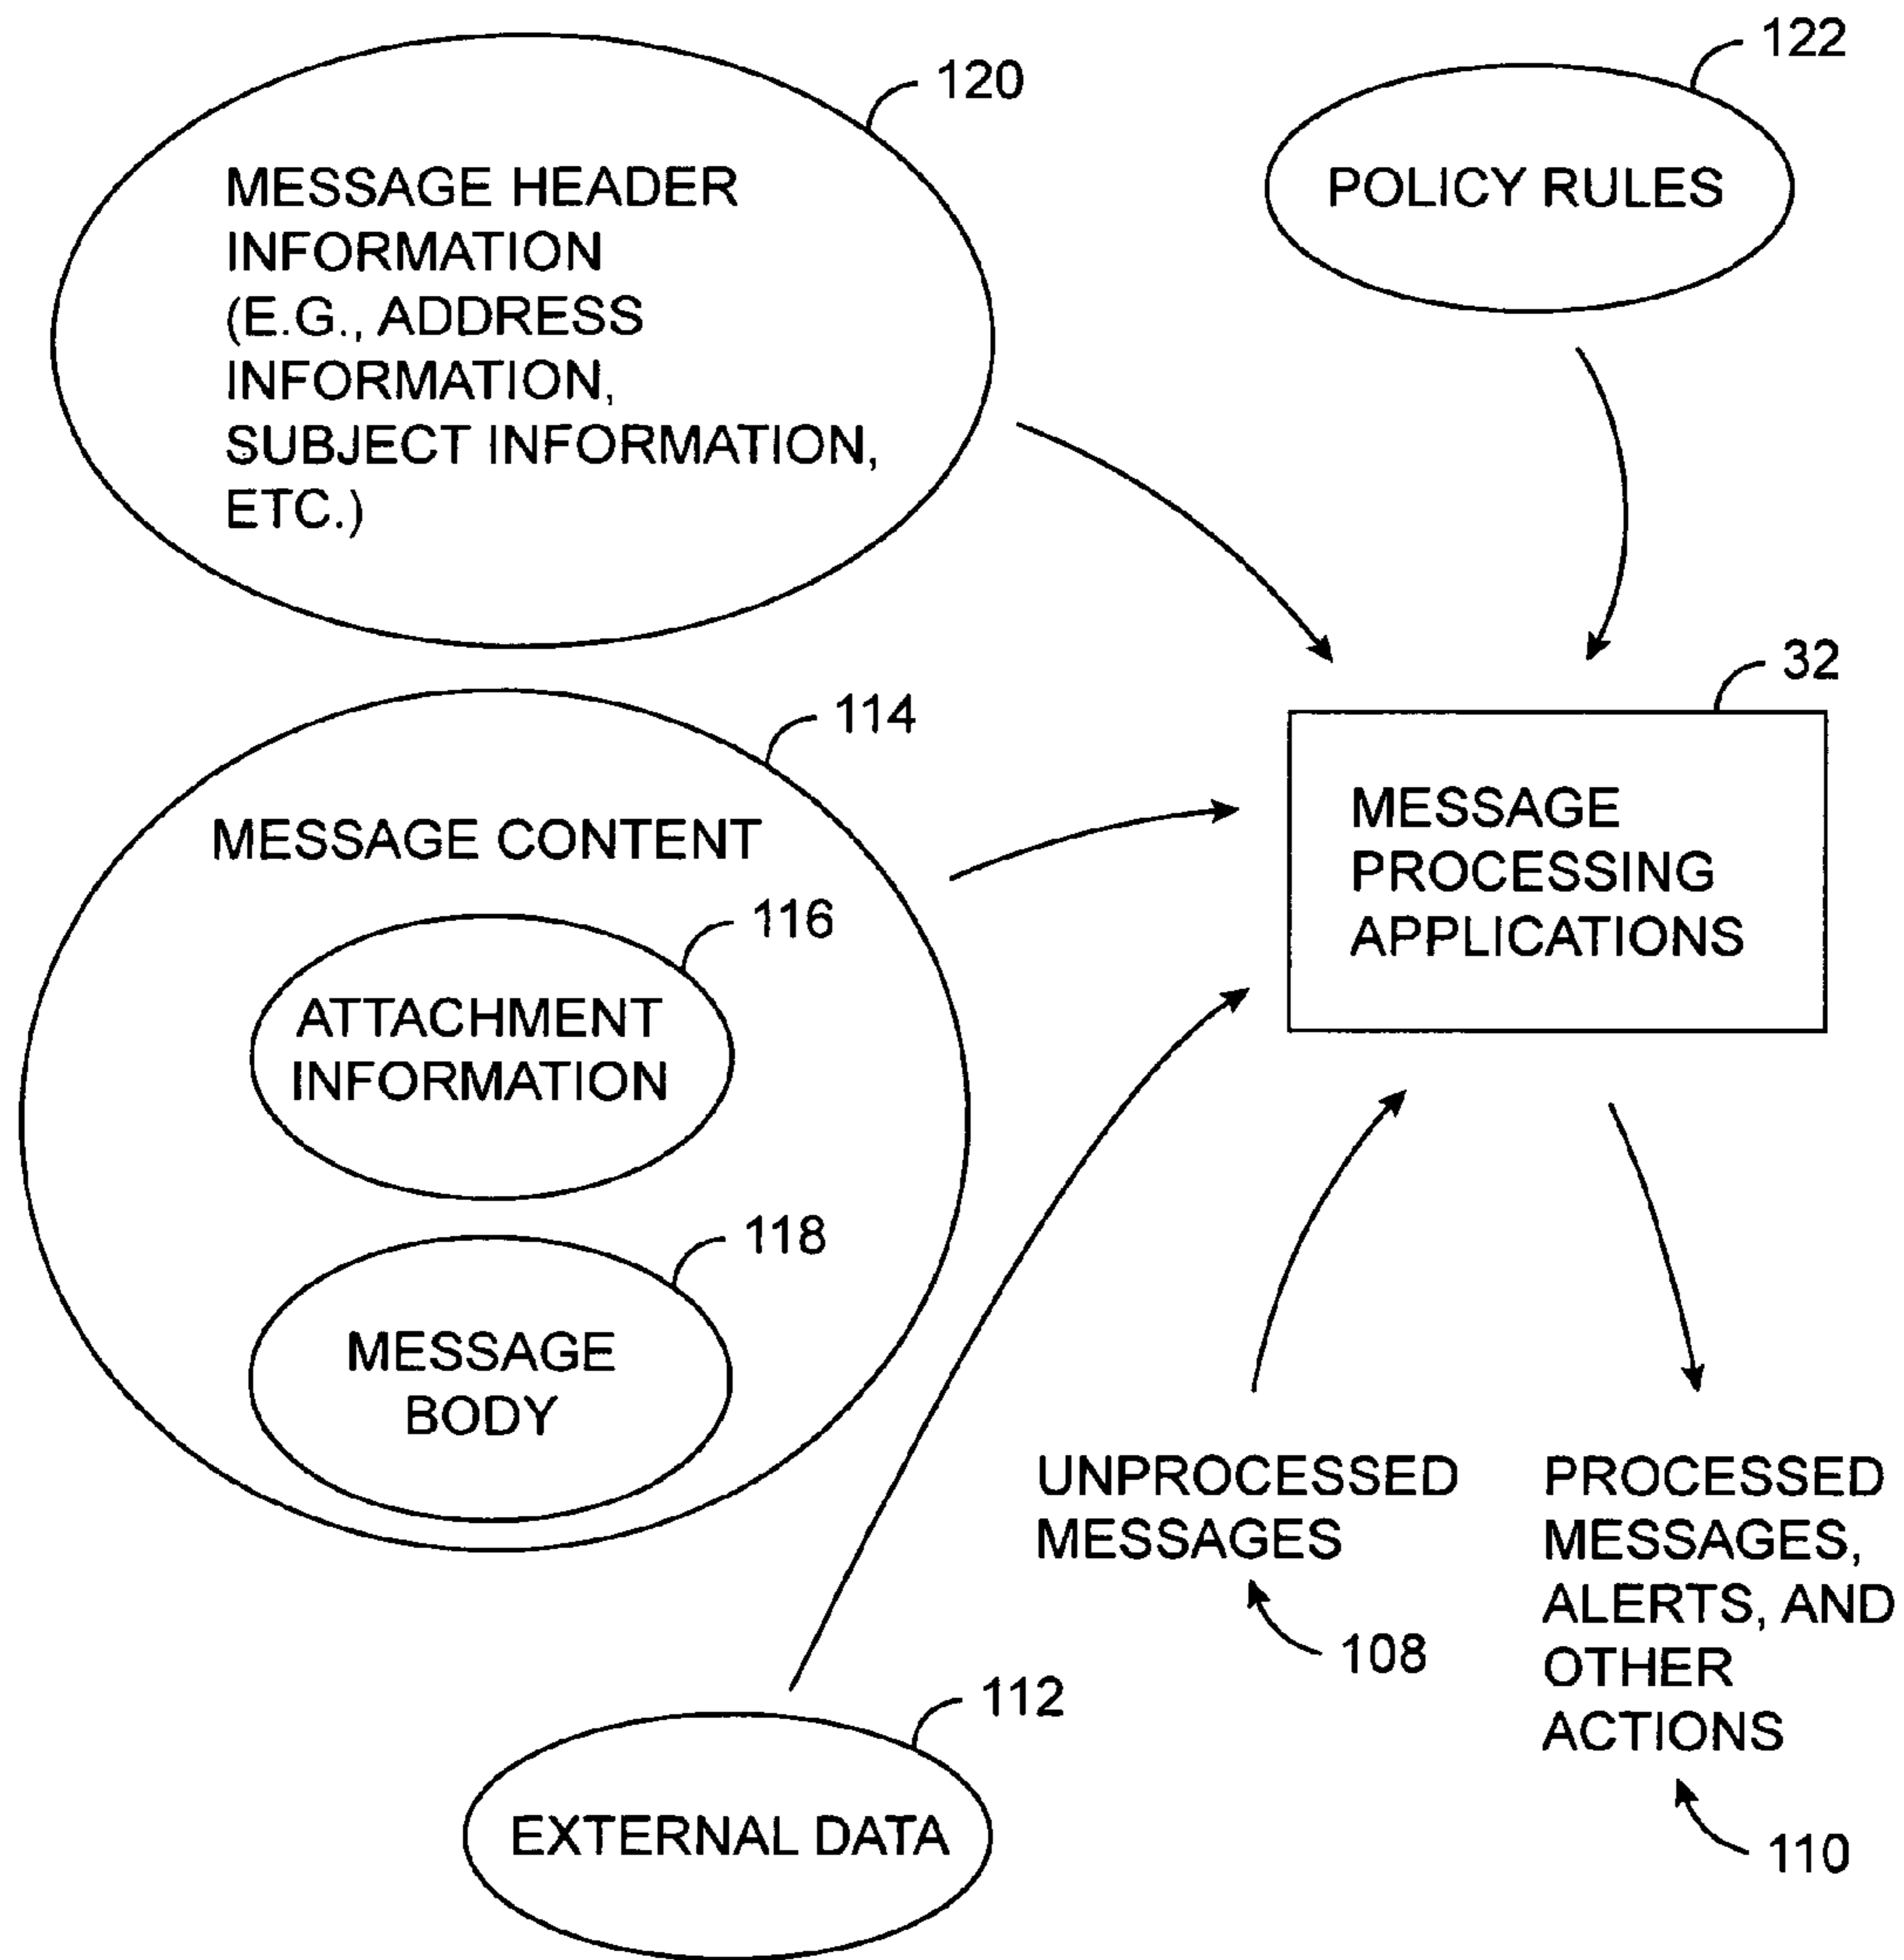 120
MESSAGE HEADER
INFORMATION
(E.G., ADDRESS
INFORMATION,
SUBJECT INFORMATION,
ETC.)
122
POLICY RULES
114
MESSAGE CONTENT
116
ATTACHMENT
INFORMATION
118
MESSAGE
BODY
32
MESSAGE
PROCESSING
APPLICATIONS
UNPROCESSED
MESSAGES
108
PROCESSED
MESSAGES,
ALERTS, AND
OTHER
ACTIONS
110
112
EXTERNAL DATA